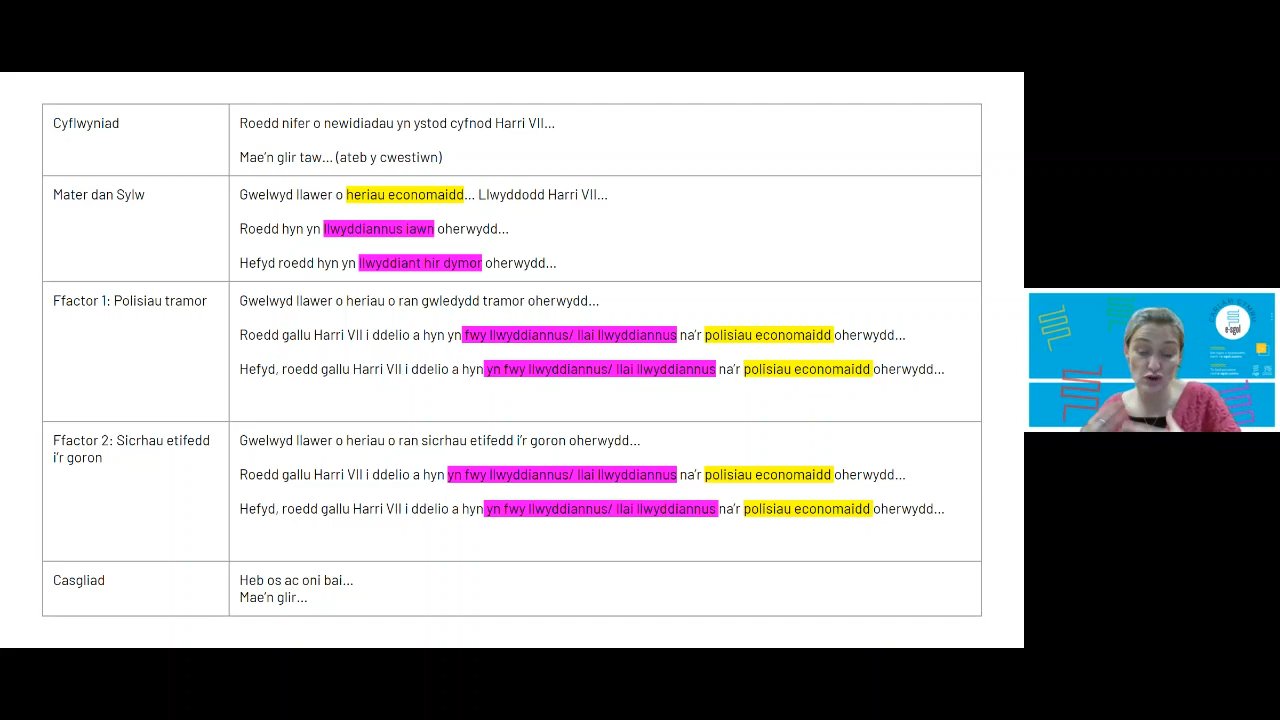 Cyflwyniad
Roedd nifer o newidiadau yn ystod cyfnod Harri VII...
Mae'n glir taw... (ateb y cwestiwn)
Mater dan Sylw
Gwelwyd llawer o heriau economaidd... Llwyddodd Harri VII...
Roedd hyn yn llwyddiannus iawn oherwydd...
Hefyd roedd hyn yn llwyddiant hir dymor oherwydd...
Ffactor 1: Polisiau tramor
Gwelwyd llawer o heriau o ran gwledydd tramor oherwydd...
Roedd gallu Harri VII i ddelio a hyn yn fwy llwyddiannus/ llai llwyddiannus na'r polisiau economaidd oherwydd...
Hefyd, roedd gallu Harri VII i ddelio a hyn yn fwy llwyddiannus/ llai llwyddiannus na'r polisiau economaidd oherwydd...
Ffactor 2: Sicrhau etifedd
i'r goron
Gwelwyd llawer o heriau o ran sicrhau etifedd i'r goron oherwydd...
Roedd gallu Harri VII i ddelio a hyn yn fwy llwyddiannus/ llai llwyddiannus na'r polisiau economaidd oherwydd...
Hefyd, roedd gallu Harri VII i ddelio a hyn yn fwy llwyddiannus/ llai llwyddiannus na'r polisiau economaidd oherwydd...
Casgliad
Heb os ac oni bai...
Mae'n glir...
e-sgol